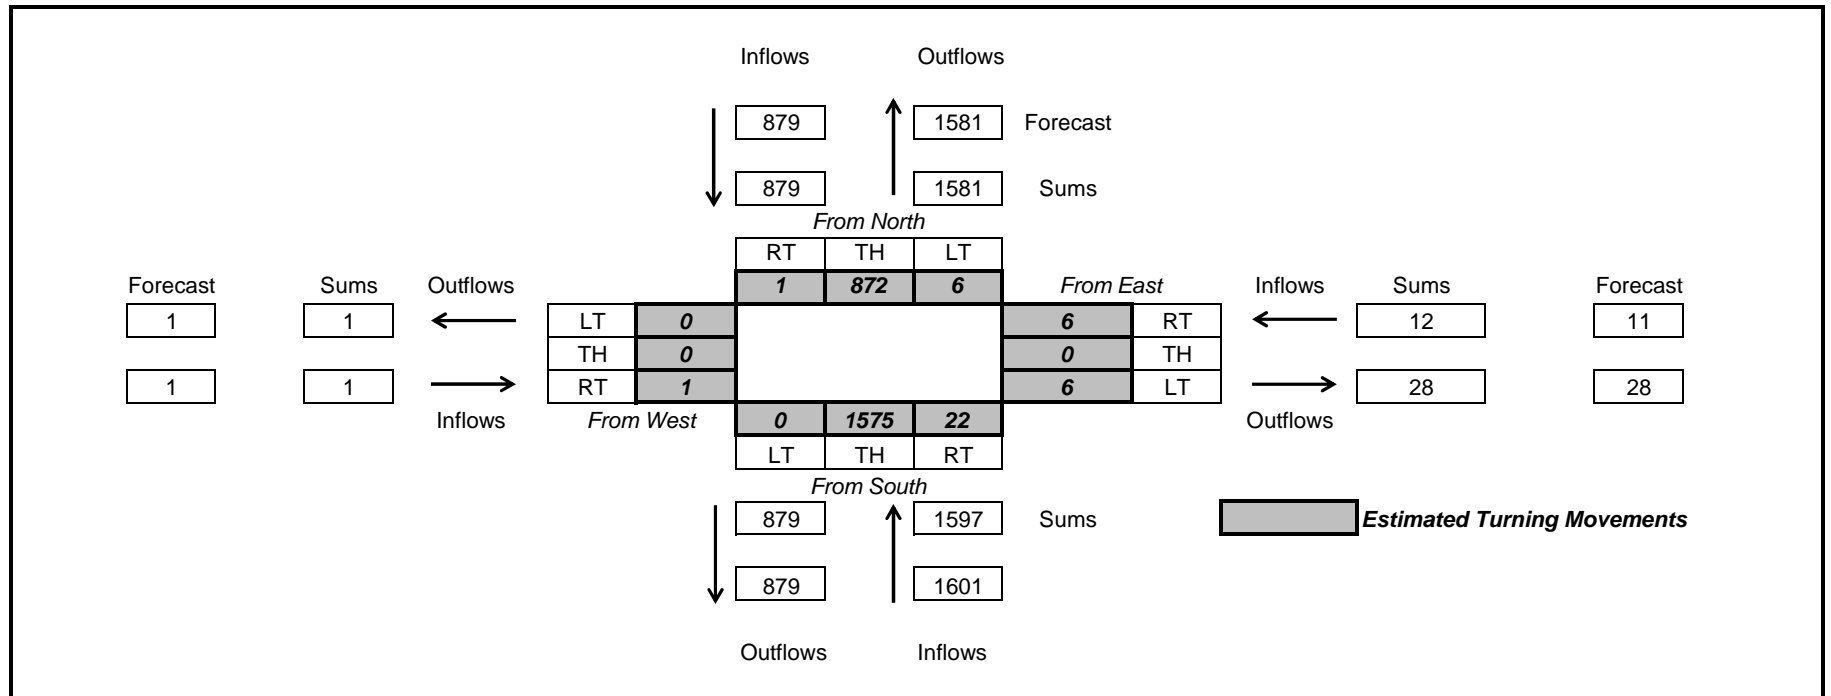 Inflows Outflows
879 1581 Forecast
879 1581 Sums
From North
RT TH LT
Forecast Sums Outflows 1 872 6 From East Inflows Sums Forecast
1 1 LT 0 6 RT 12 11
TH 0 0 TH
1 1 RT 1 6 LT 28 28
Inflows From West 0 1575 22 Outflows
LT TH RT
From South
879 1597 Sums Estimated Turning Movements
879 1601
Outflows Inflows